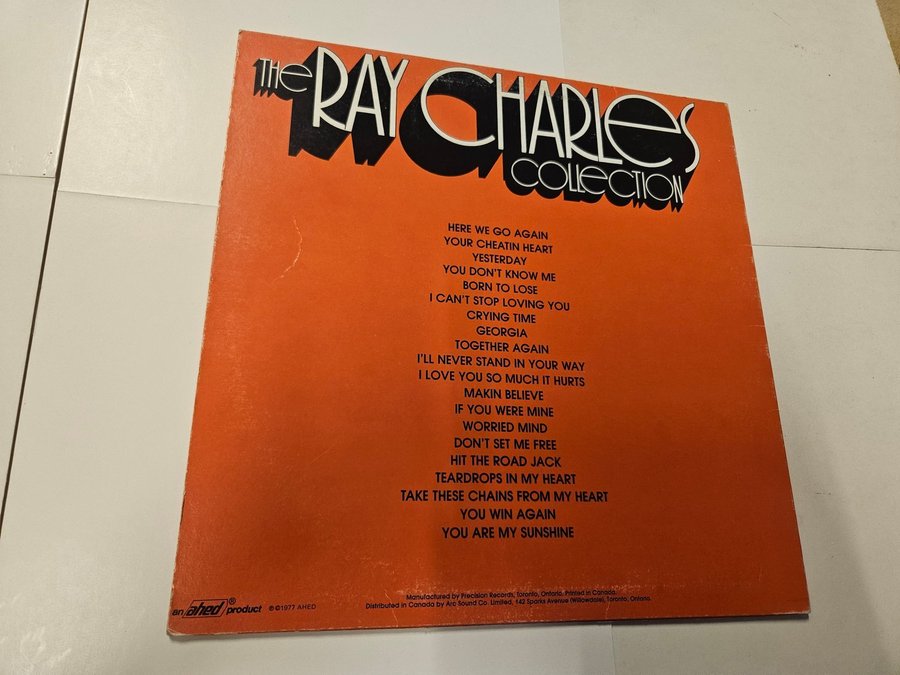 The RAY CHARLES
COLLECTION
HERE WE GO AGAIN
YOUR CHEATIN HEART
YESTERDAY
YOU DON'T KNOW ME
BORN TO LOSE
I CAN'T STOP LOVING YOU
CRYING TIME
GEORGIA
TOGETHER AGAIN
I'LL NEVER STAND IN YOUR WAY
I LOVE YOU SO MUCH IT HURTS
MAKIN BELIEVE
IF YOU WERE MINE
WORRIED MIND
DON'T SET ME FREE
HIT THE ROAD JACK
TEARDROPS IN MY HEART
TAKE THESE CHAINS FROM MY HEART
YOU WIN AGAIN
YOU ARE MY SUNSHINE
Manufactured by Precision Records, Toronto, Ontario. Printed in Canada.
Distributed in Canada by Arc Sound Co. Limited, 142 Sparks Avenue (Willowdale), Toronto, Ontario.
an ahed® product ℗©1977 AHED